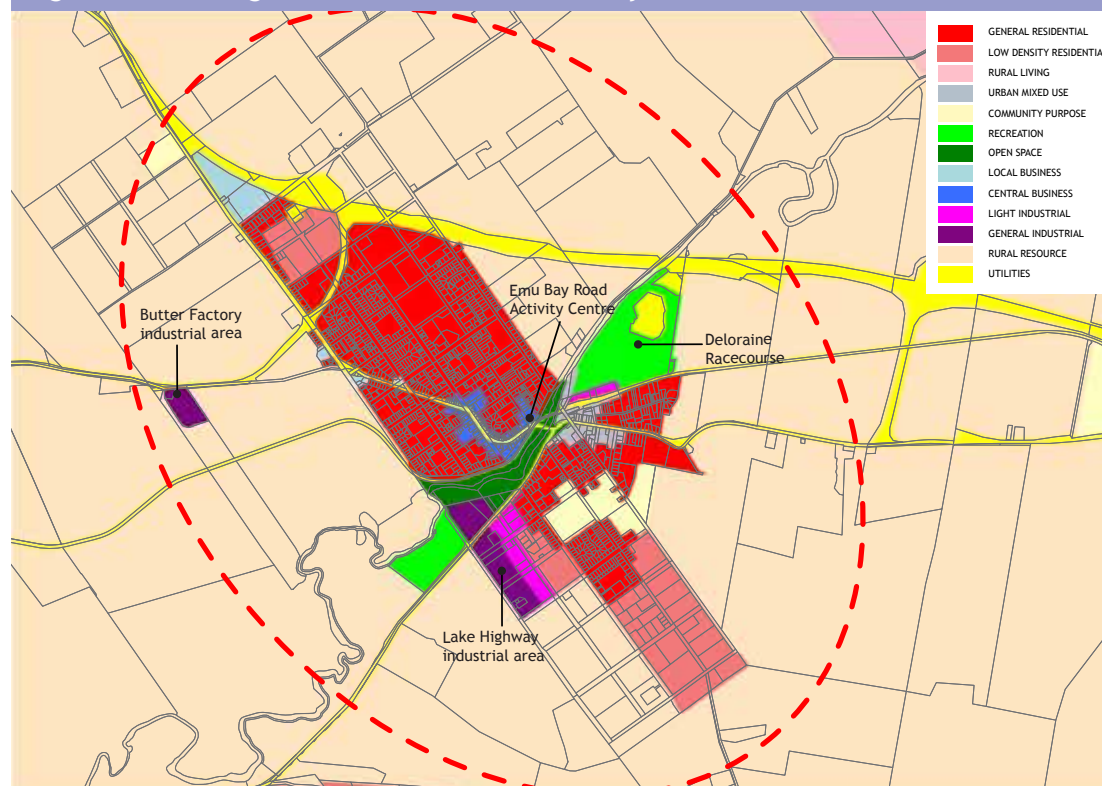 GENERAL RESIDENTIAL
LOW DENSITY RESIDENTIA
RURAL LIVING
URBAN MIXED USE
COMMUNITY PURPOSE
RECREATION
OPEN SPACE
LOCAL BUSINESS
CENTRAL BUSINESS
LIGHT INDUSTRIAL
GENERAL INDUSTRIAL
RURAL RESOURCE
UTILITIES
Emu Bay Road
Activity Centre
Butter Factory
industrial area
Deloraine
Racecourse
Lake Highway
industrial area